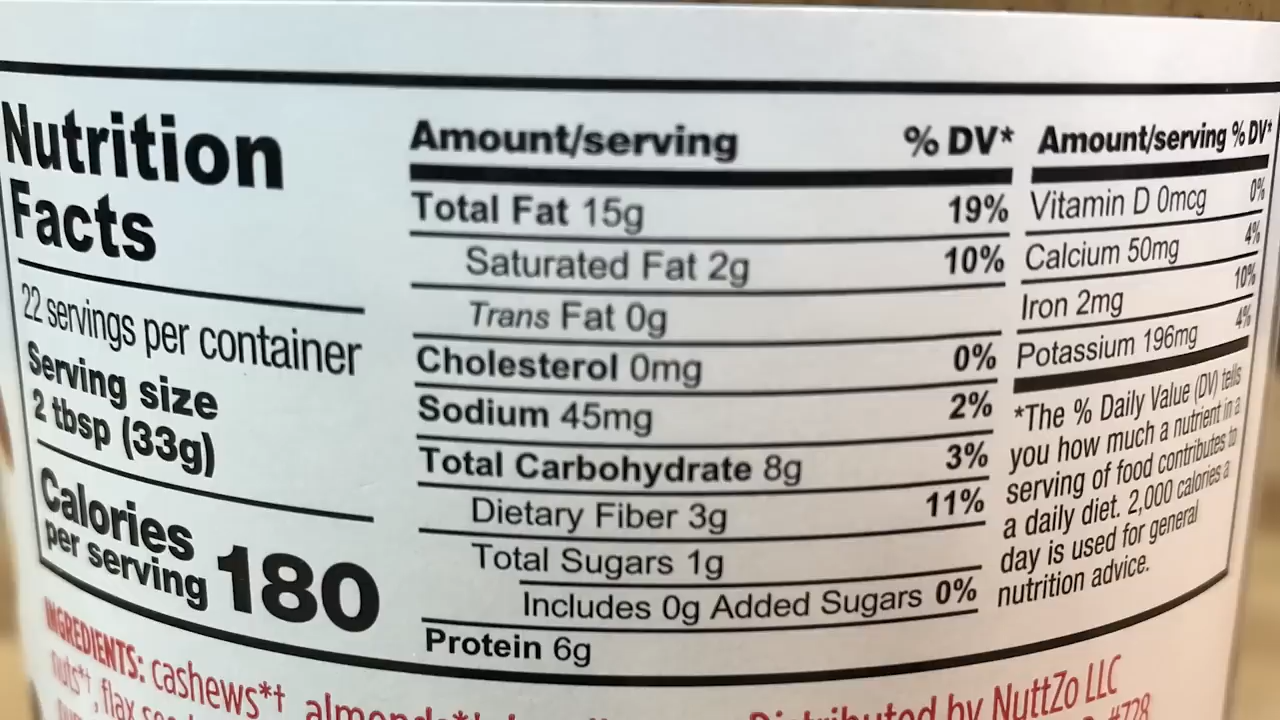 Nutrition
Facts
22 servings per container
Serving size
2 tbsp (33g)
Calories
per serving 180
Amount/serving % DV*
Total Fat 15g 19%
Saturated Fat 2g 10%
Trans Fat 0g
Cholesterol 0mg 0%
Sodium 45mg 2%
Total Carbohydrate 8g 3%
Dietary Fiber 3g 11%
Total Sugars 1g
Includes 0g Added Sugars 0%
Protein 6g
Amount/serving % DV*
Vitamin D 0mcg 0%
Calcium 50mg 4%
Iron 2mg 10%
Potassium 196mg 4%
*The % Daily Value (DV) tells
you how much a nutrient in a
serving of food contributes to
a daily diet. 2,000 calories a
day is used for general
nutrition advice.
INGREDIENTS: cashews*†
nuts*†, flax
Distributed by NuttZo LLC
#728